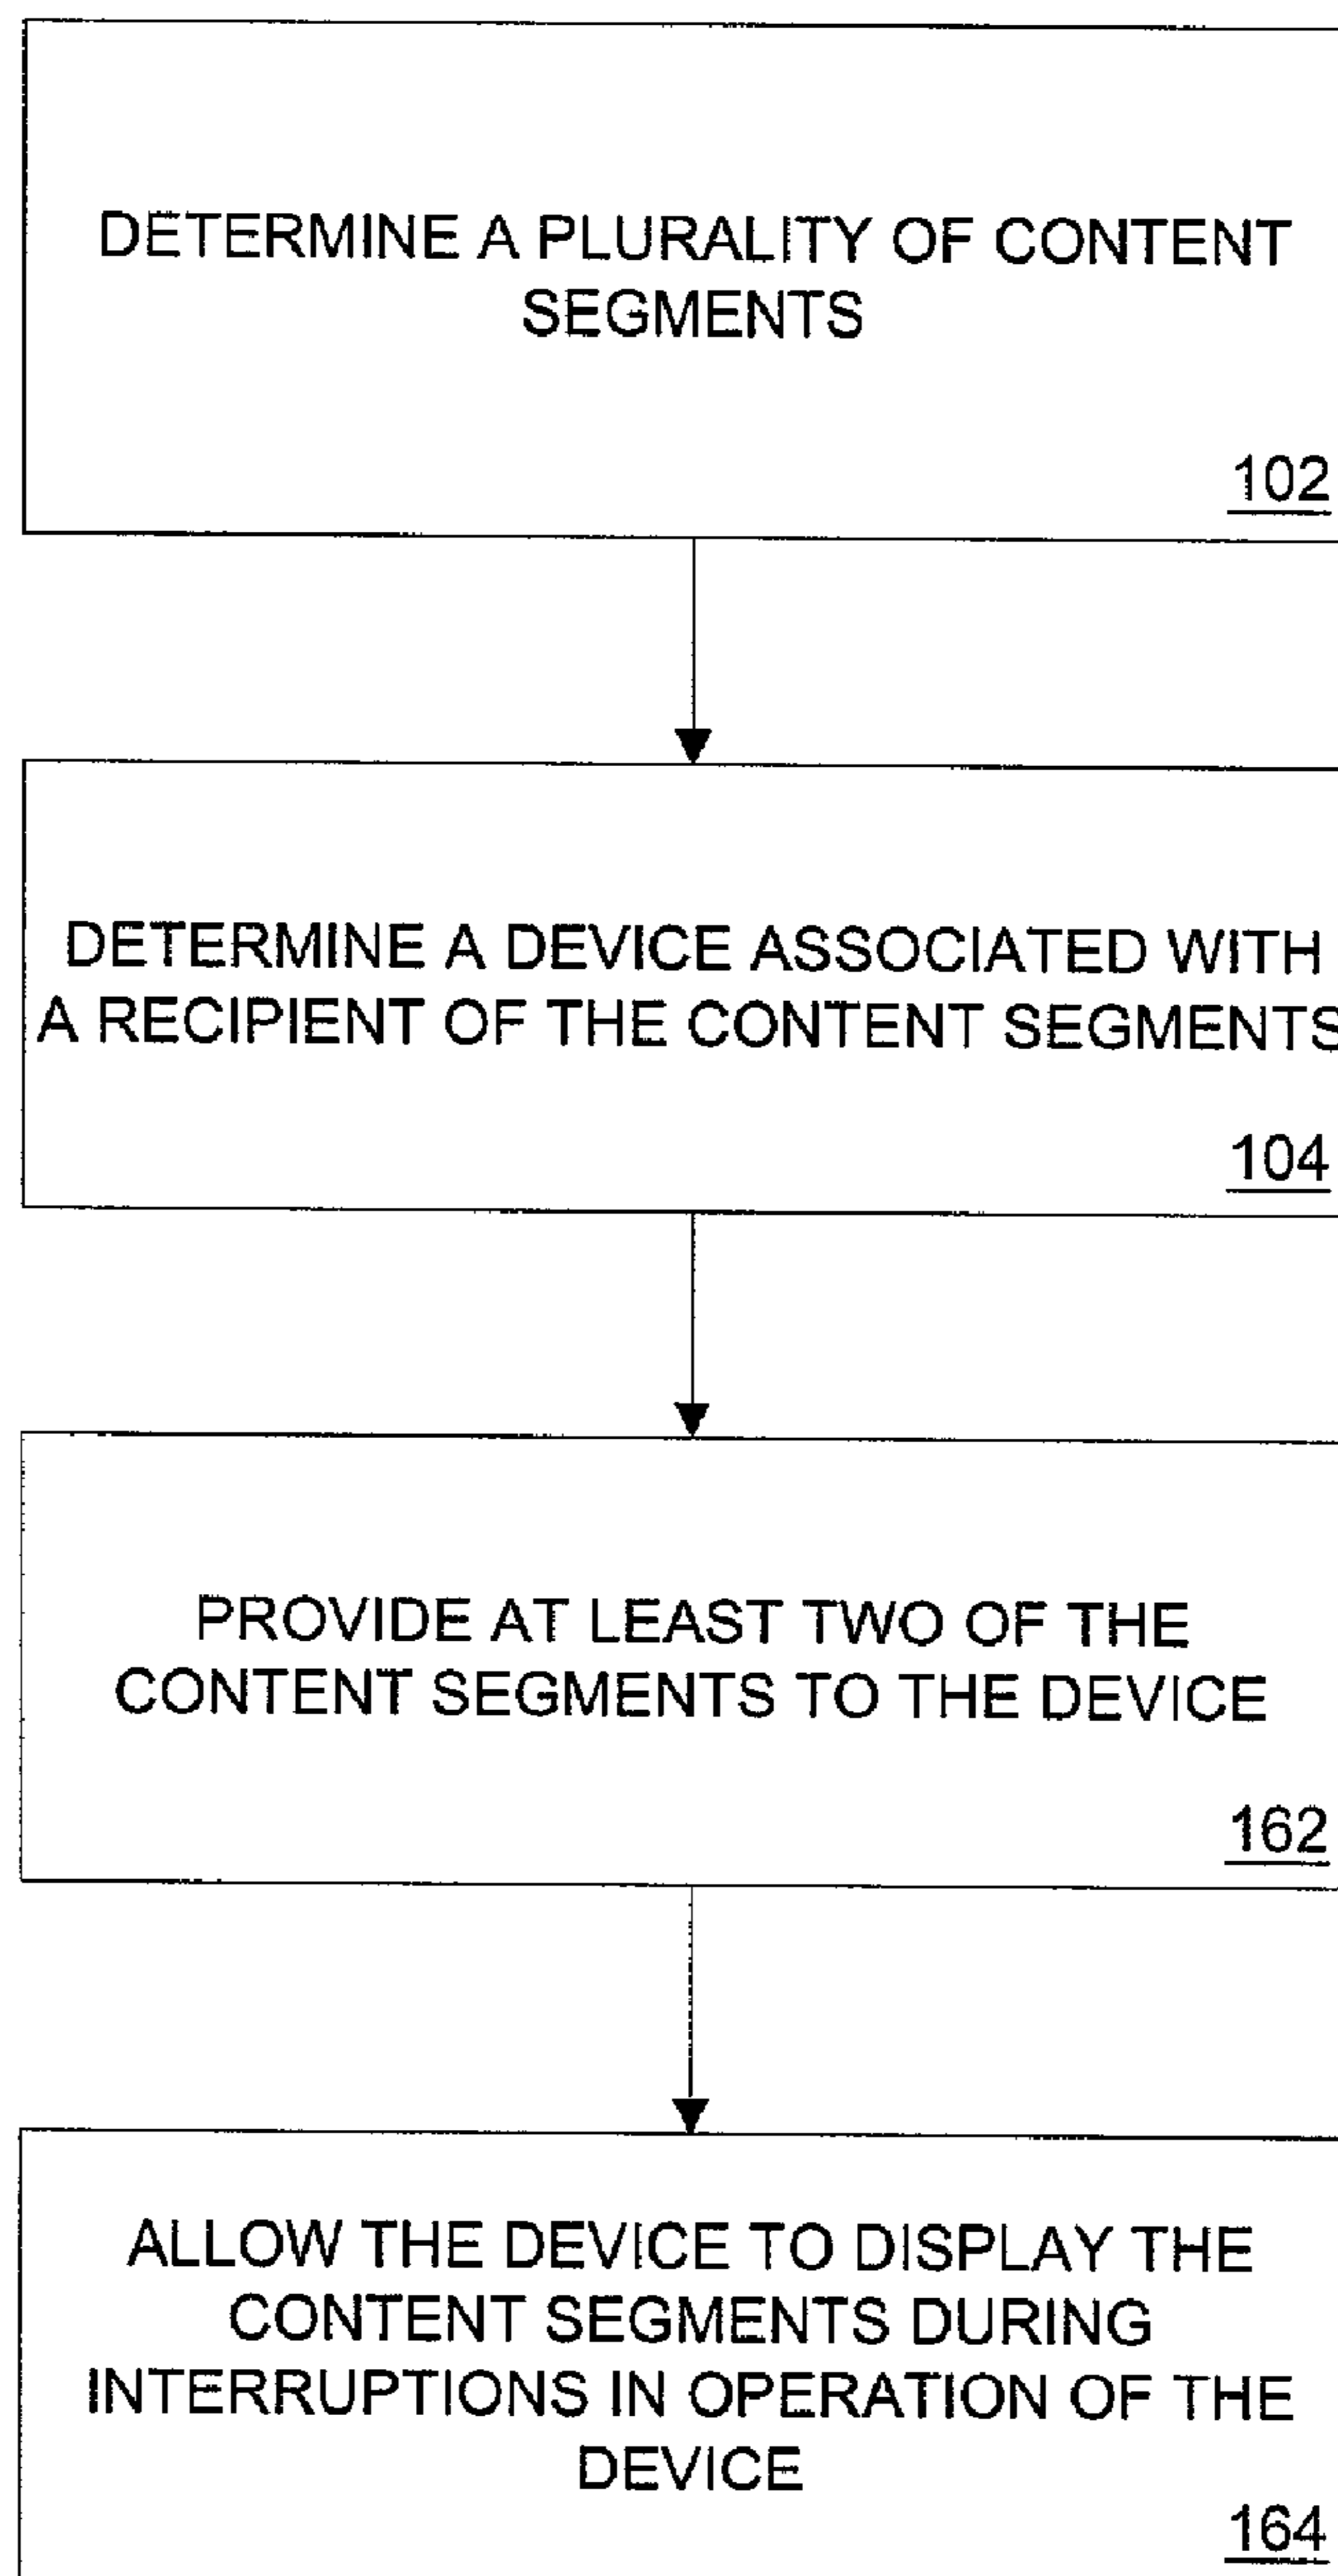 DETERMINE A PLURALITY OF CONTENT
SEGMENTS
102
DETERMINE A DEVICE ASSOCIATED WITH
A RECIPIENT OF THE CONTENT SEGMENTS
104
PROVIDE AT LEAST TWO OF THE
CONTENT SEGMENTS TO THE DEVICE
162
ALLOW THE DEVICE TO DISPLAY THE
CONTENT SEGMENTS DURING
INTERRUPTIONS IN OPERATION OF THE
DEVICE
164